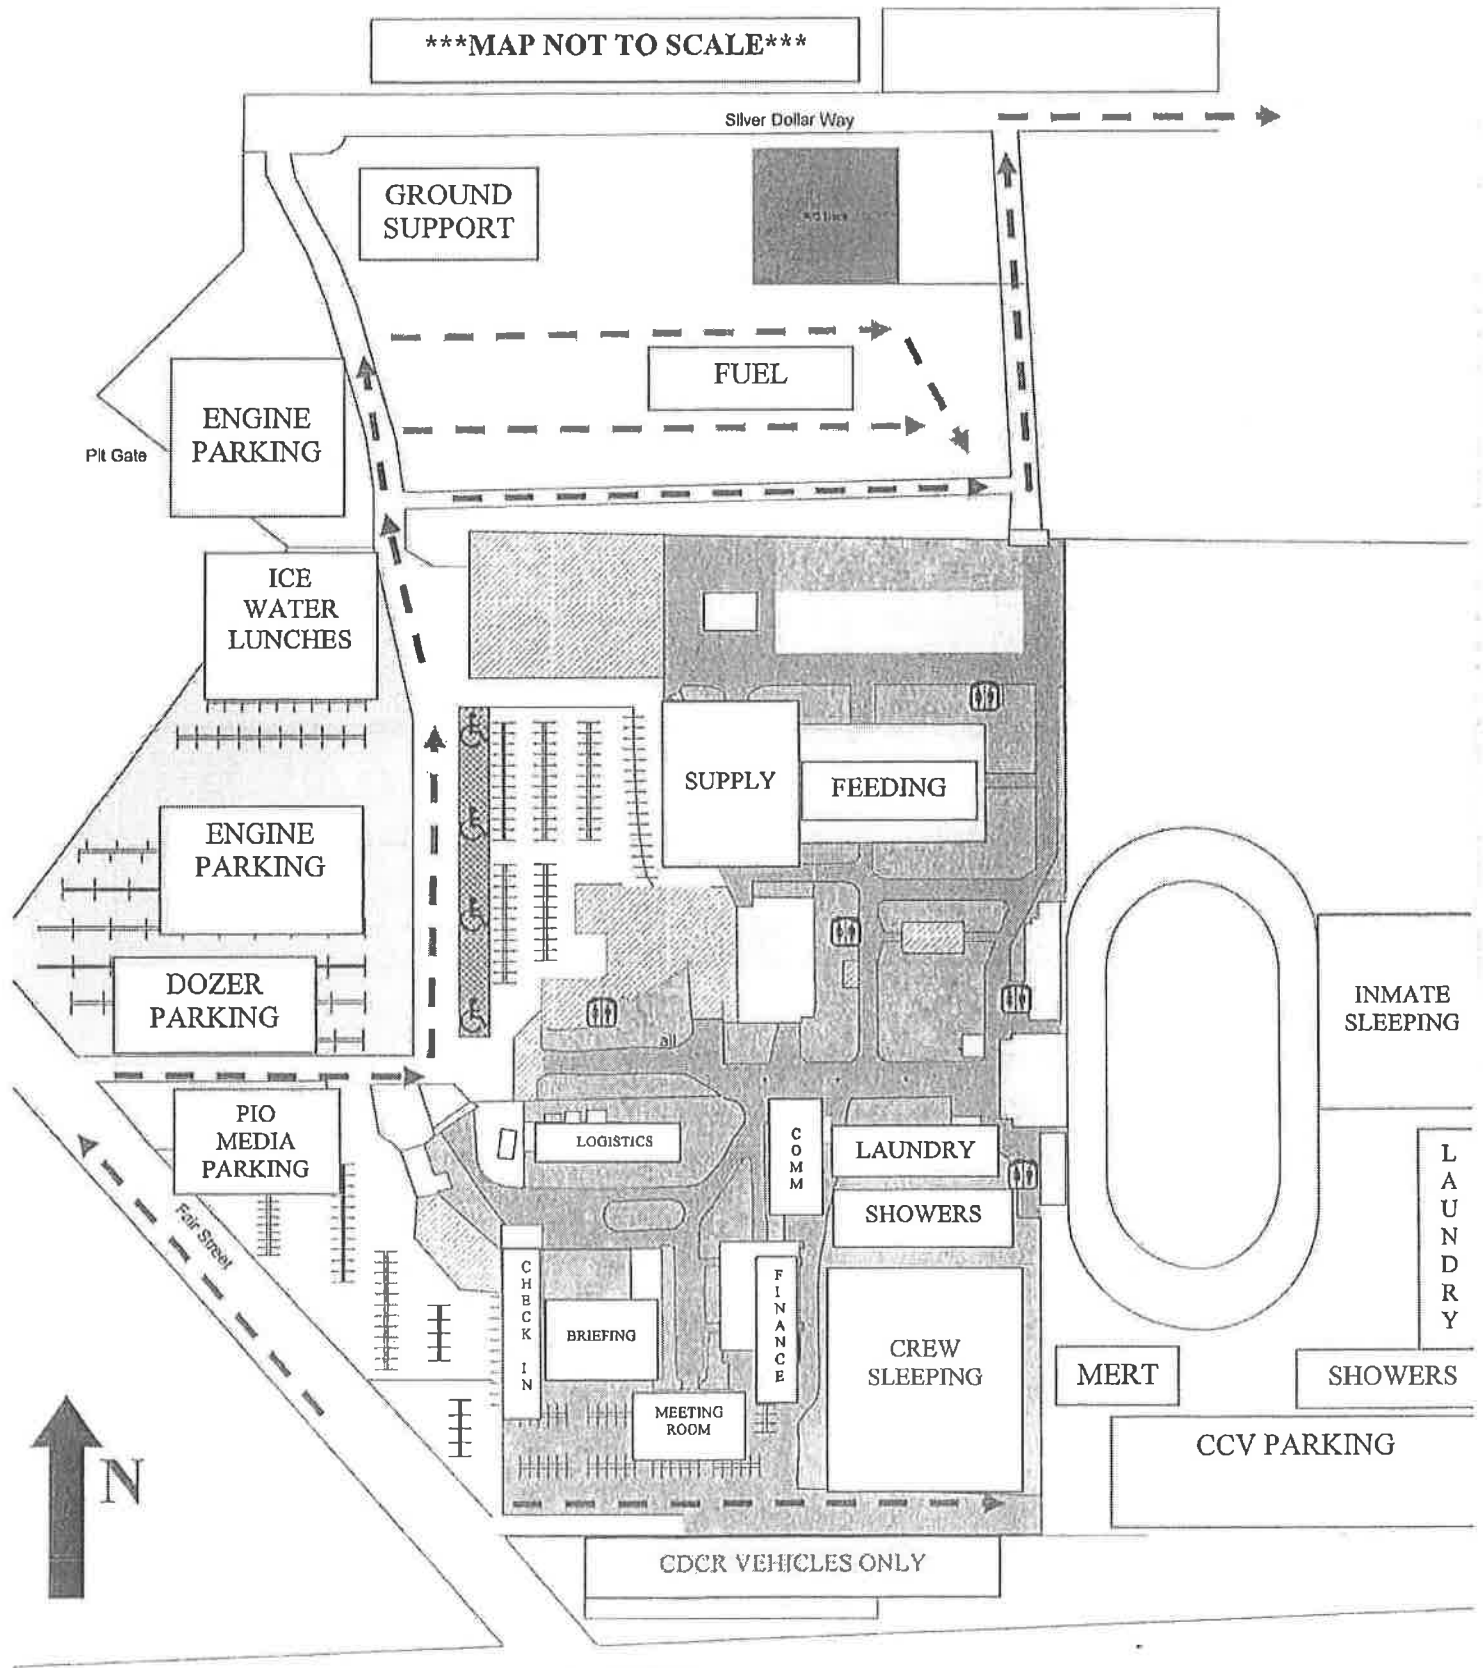 ***MAP NOT TO SCALE***
Silver Dollar Way
GROUND
SUPPORT
FUEL
ENGINE
PARKING
Pit Gate
ICE
WATER
LUNCHES
SUPPLY
FEEDING
ENGINE
PARKING
DOZER
PARKING
INMATE
SLEEPING
all
PIO
MEDIA
PARKING
LOGISTICS
COMM
LAUNDRY
LAUNDRY
SHOWERS
Fair Street
CHECK IN
FINANCE
BRIEFING
CREW
SLEEPING
MERT
SHOWERS
MEETING
ROOM
CCV PARKING
N
CDCR VEHICLES ONLY